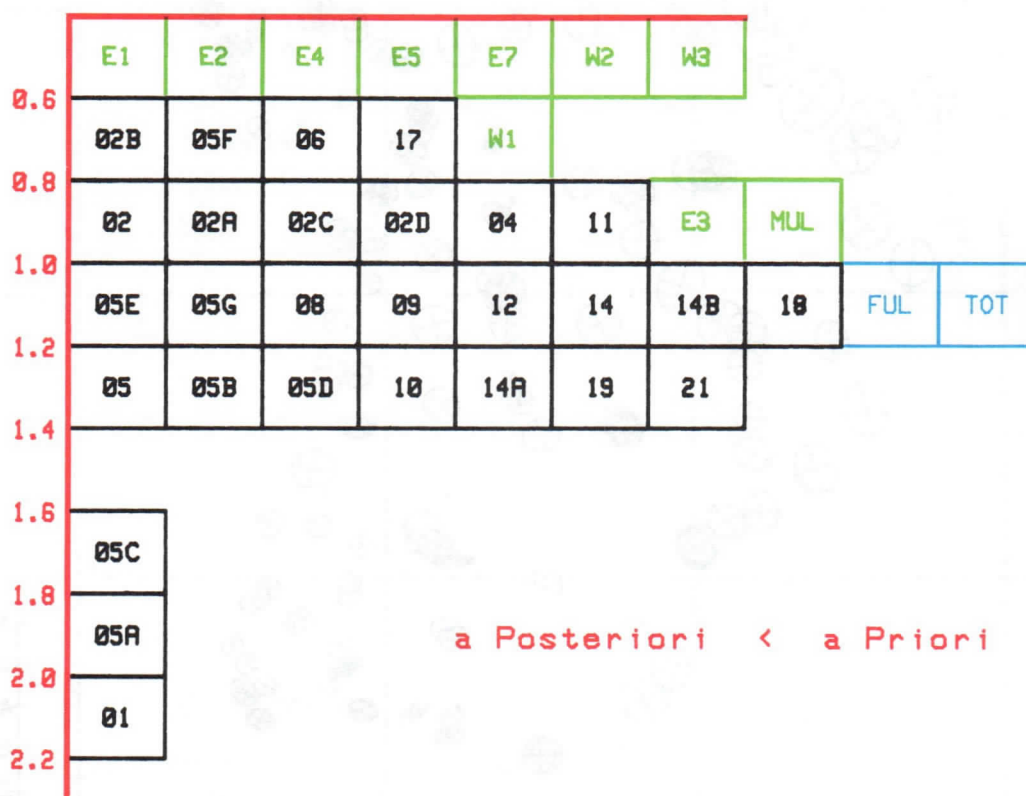 E1 E2 E4 E5 E7 W2 W3
0.6
02B 05F 06 17 W1
0.8
02 02A 02C 02D 04 11 E3 MUL
1.0
05E 05G 08 09 12 14 14B 18 FUL TOT
1.2
05 05B 05D 10 14A 19 21
1.4
1.6
05C
1.8
05A a Posteriori < a Priori
2.0
01
2.2